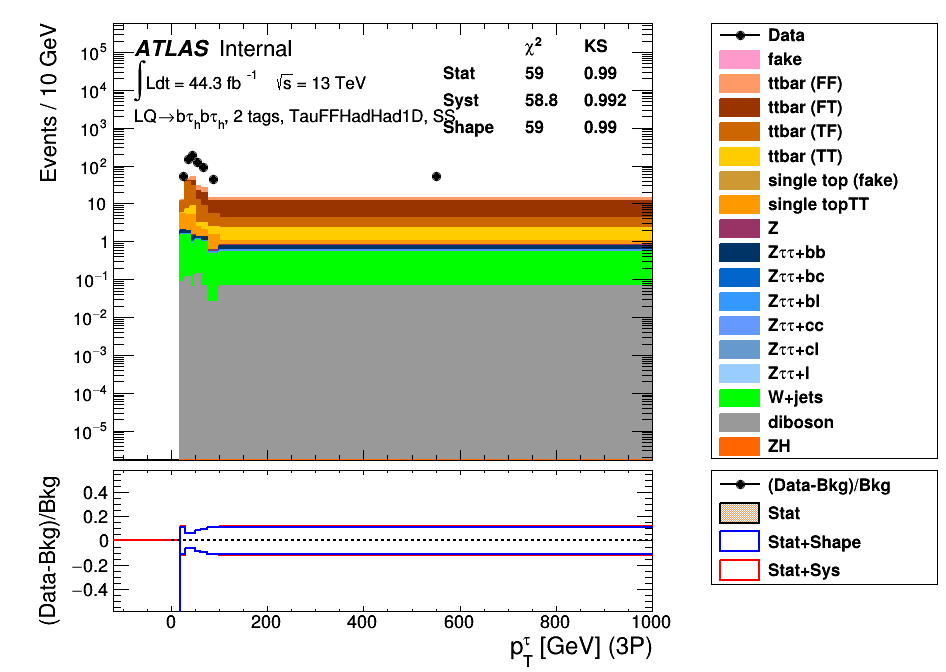 ATLAS Internal
∫Ldt = 44.3 fb⁻¹ √s = 13 TeV
LQ→bτₕbτₕ, 2 tags, TauFFHadHad1D, SS,
χ² KS
Stat 59 0.99
Syst 58.8 0.992
Shape 59 0.99
Events / 10 GeV
10⁵
10⁴
10³
10²
10
1
10⁻¹
10⁻²
10⁻³
10⁻⁴
10⁻⁵
Data
fake
ttbar (FF)
ttbar (FT)
ttbar (TF)
ttbar (TT)
single top (fake)
single topTT
Z
Zττ+bb
Zττ+bc
Zττ+bl
Zττ+cc
Zττ+cl
Zττ+l
W+jets
diboson
ZH
(Data-Bkg)/Bkg
0.4
0.2
0
−0.2
−0.4
0 200 400 600 800 1000
p_T^τ [GeV] (3P)
(Data-Bkg)/Bkg
Stat
Stat+Shape
Stat+Sys